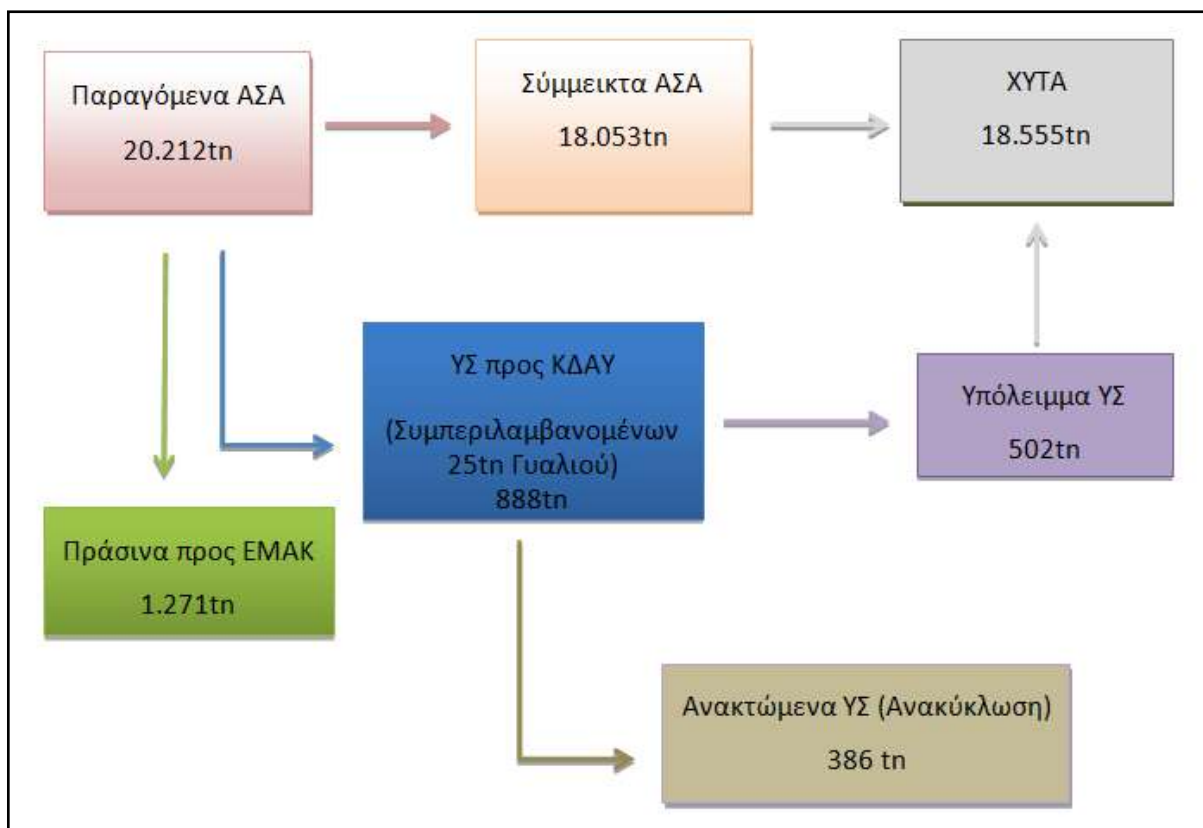 Παραγόμενα ΑΣΑ
20.212tn
Σύμμεικτα ΑΣΑ
18.053tn
ΧΥΤΑ
18.555tn
ΥΣ προς ΚΔΑΥ
(Συμπεριλαμβανομένων
25tn Γυαλιού)
888tn
Υπόλειμμα ΥΣ
502tn
Πράσινα προς ΕΜΑΚ
1.271tn
Ανακτώμενα ΥΣ (Ανακύκλωση)
386 tn